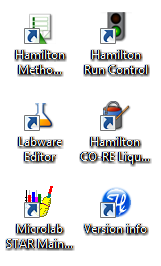 Hamilton
Metho...
Hamilton
Run Control
Labware
Editor
Hamilton
CO-RE Liqu...
Microlab
STAR Main...
Version info